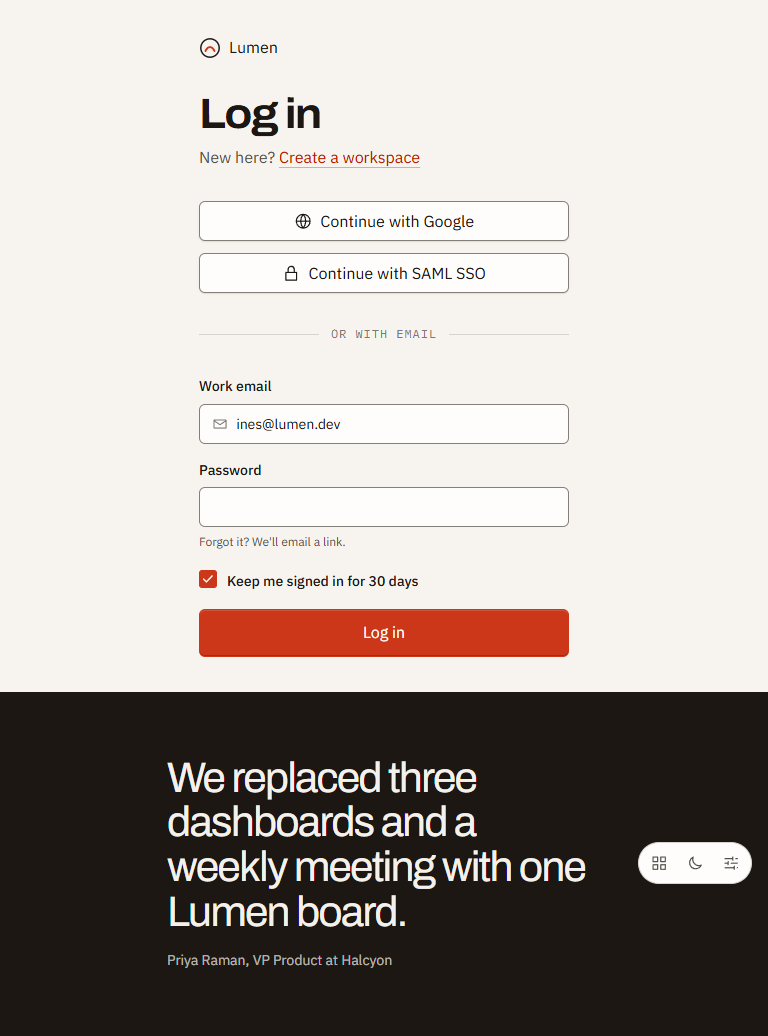 Lumen
Log in
New here? Create a workspace
Continue with Google
Continue with SAML SSO
OR WITH EMAIL
Work email
ines@lumen.dev
Password
Forgot it? We'll email a link.
Keep me signed in for 30 days
Log in
We replaced three
dashboards and a
weekly meeting with one
Lumen board.
Priya Raman, VP Product at Halcyon